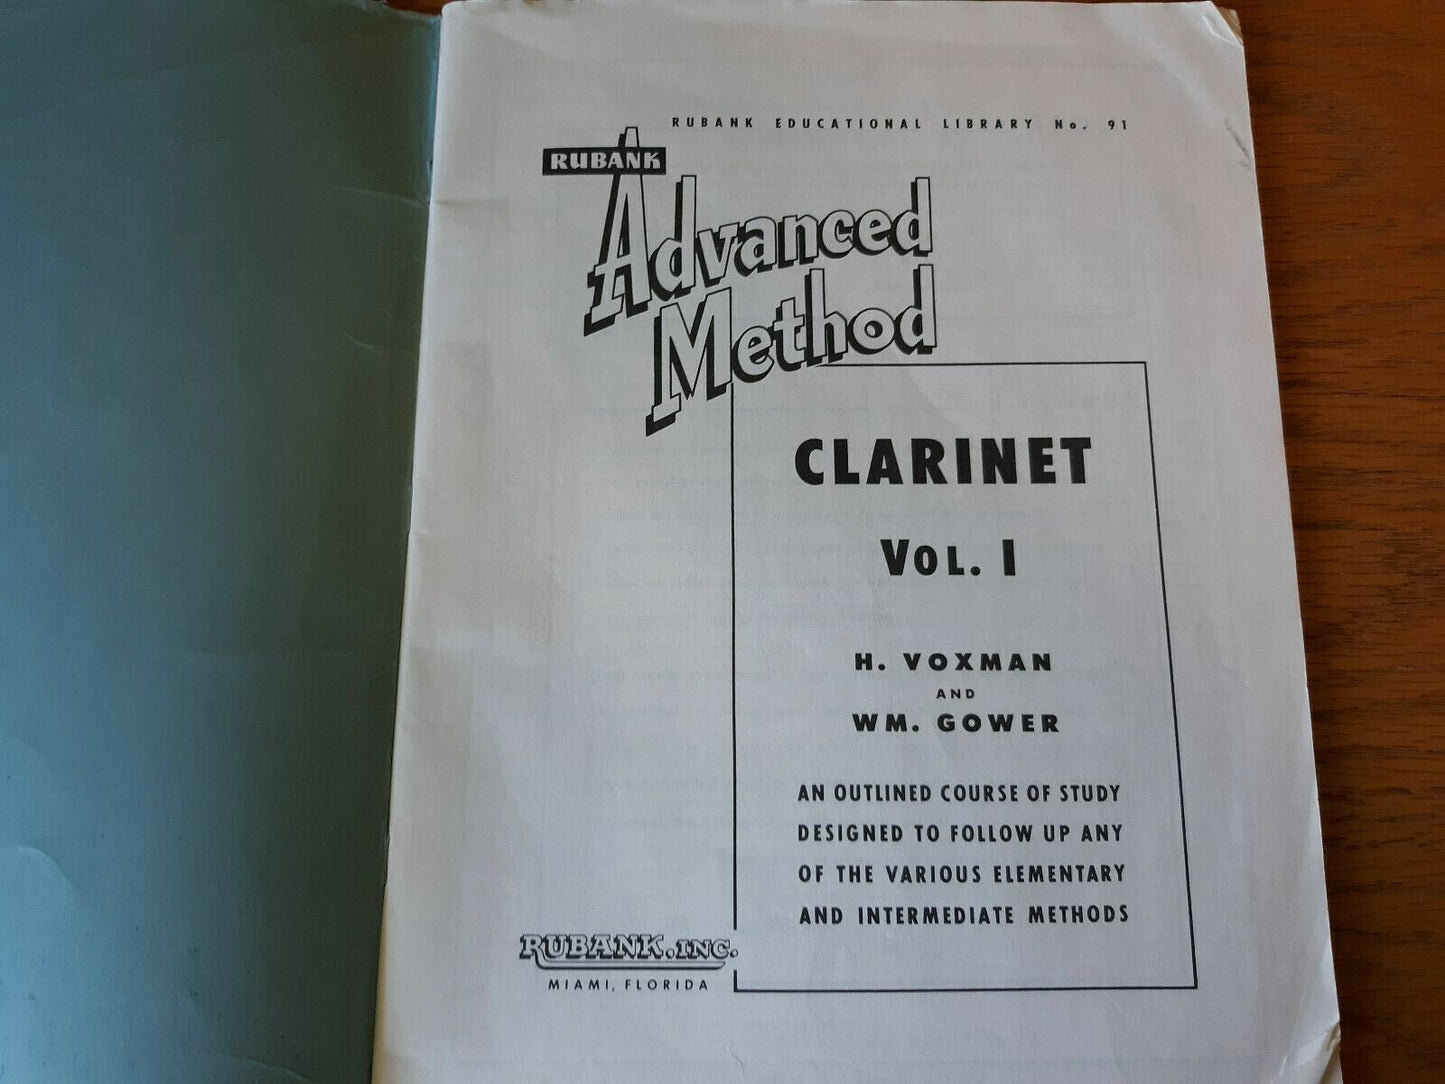 RUBANK EDUCATIONAL LIBRARY No. 91
RUBANK
Advanced
Method
CLARINET
VOL. I
H. VOXMAN
AND
WM. GOWER
AN OUTLINED COURSE OF STUDY
DESIGNED TO FOLLOW UP ANY
OF THE VARIOUS ELEMENTARY
AND INTERMEDIATE METHODS
RUBANK, INC.
MIAMI, FLORIDA